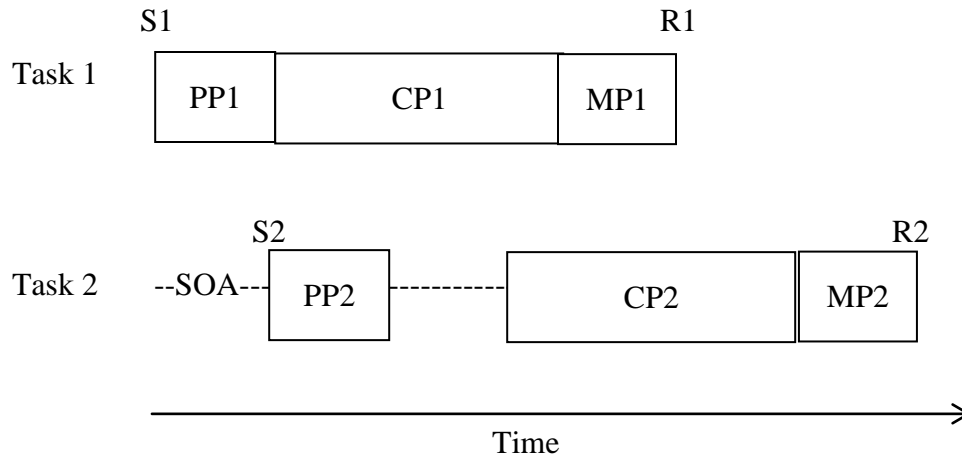 S1 R1
Task 1 PP1 CP1 MP1
S2 R2
Task 2 --SOA-- PP2 CP2 MP2
Time